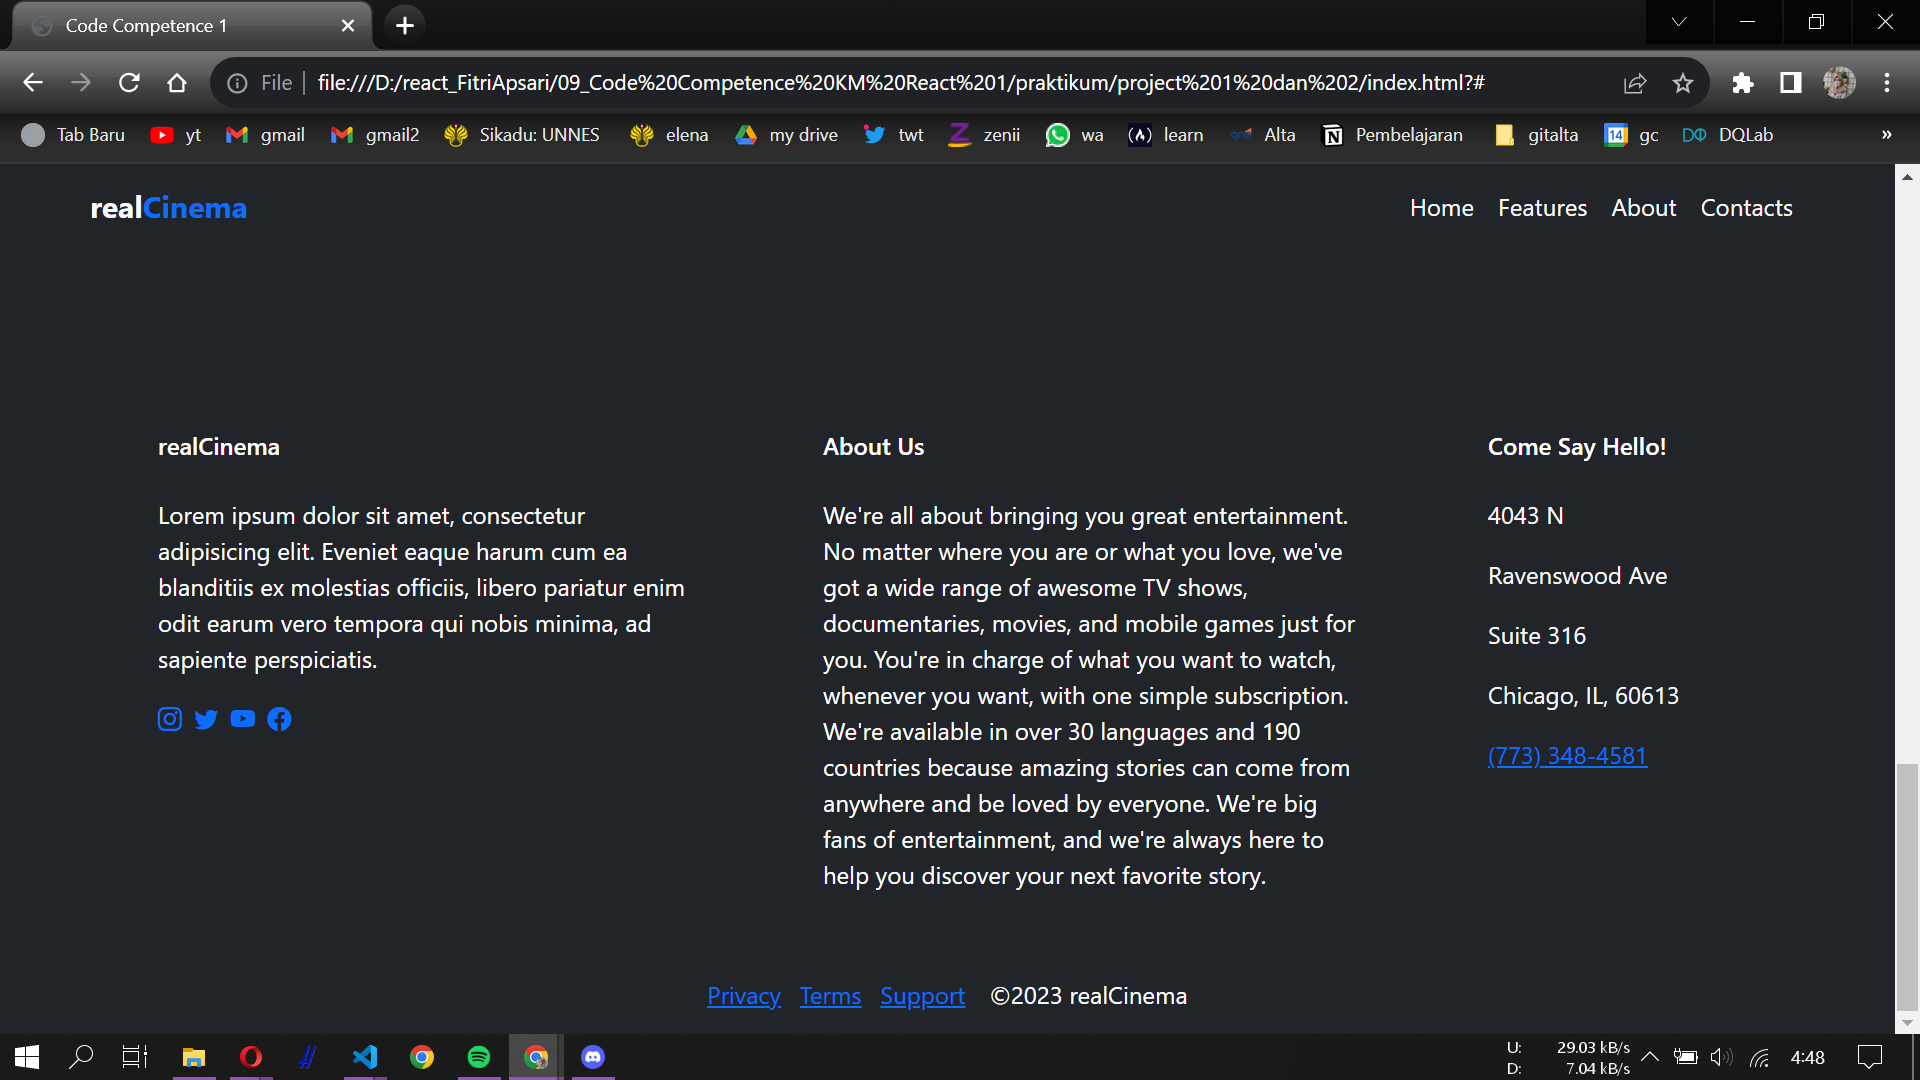 Code Competence 1
File file:///D:/react_FitriApsari/09_Code%20Competence%20KM%20React%201/praktikum/project%201%20dan%202/index.html?#
Tab Baru yt gmail gmail2 Sikadu: UNNES elena my drive twt zenii wa learn Alta Pembelajaran gitalta 14 gc DQLab »
realCinema Home Features About Contacts
realCinema
Lorem ipsum dolor sit amet, consectetur
adipisicing elit. Eveniet eaque harum cum ea
blanditiis ex molestias officiis, libero pariatur enim
odit earum vero tempora qui nobis minima, ad
sapiente perspiciatis.
About Us
We're all about bringing you great entertainment.
No matter where you are or what you love, we've
got a wide range of awesome TV shows,
documentaries, movies, and mobile games just for
you. You're in charge of what you want to watch,
whenever you want, with one simple subscription.
We're available in over 30 languages and 190
countries because amazing stories can come from
anywhere and be loved by everyone. We're big
fans of entertainment, and we're always here to
help you discover your next favorite story.
Come Say Hello!
4043 N
Ravenswood Ave
Suite 316
Chicago, IL, 60613
(773) 348-4581
Privacy Terms Support ©2023 realCinema
U: 29.03 kB/s
D: 7.04 kB/s
4:48